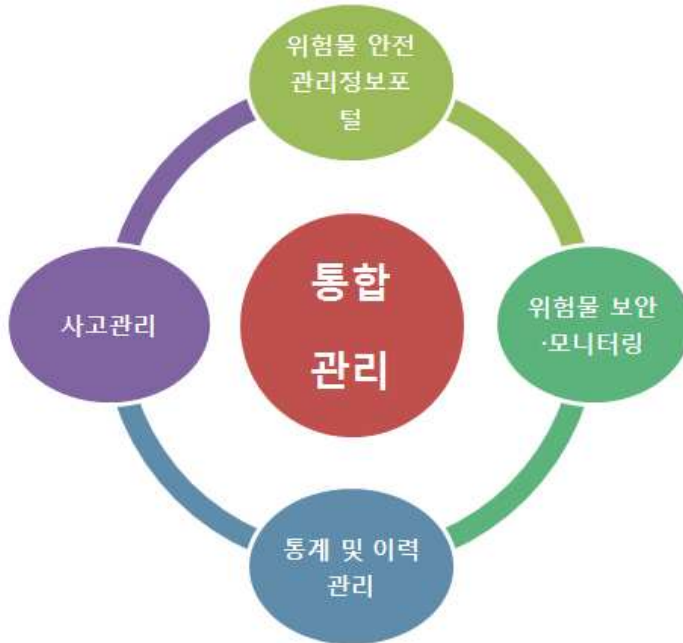 위험물 안전
관리정보포
털
통합
관리
사고관리
위험물 보안
·모니터링
통계 및 이력
관리